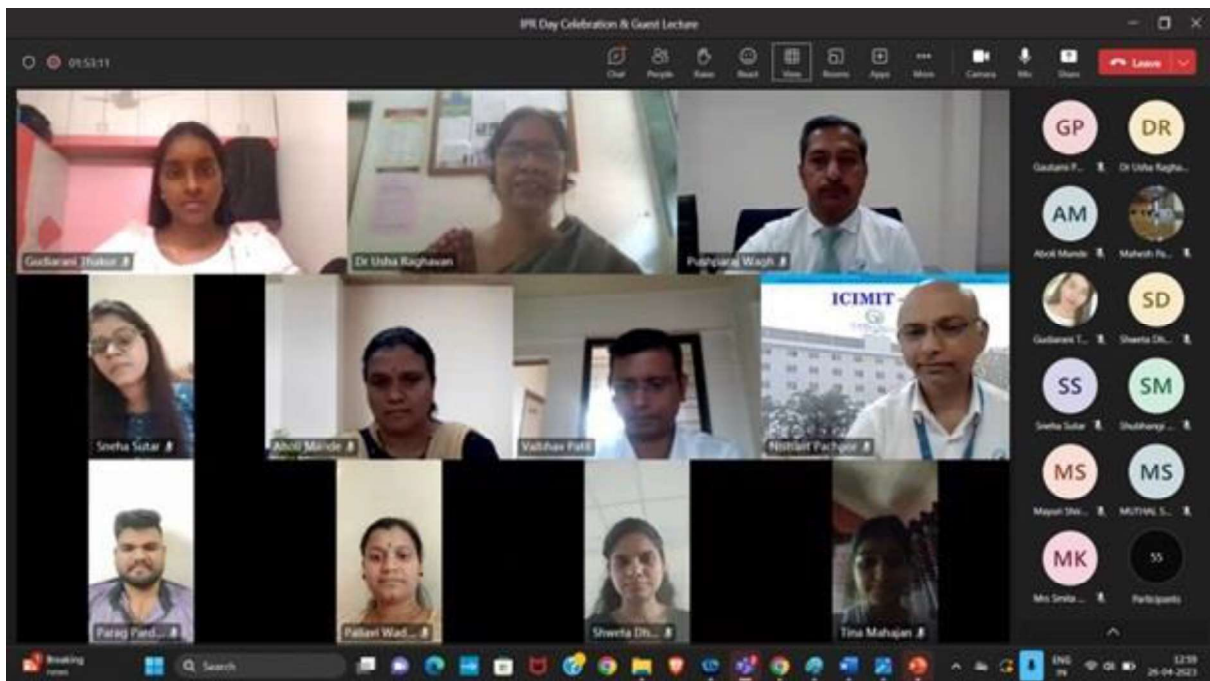 IPR Day Celebration & Guest Lecture
01:53:11
Chat
People
Raise
React
View
Rooms
Apps
More
Camera
Mic
Share
Leave
Gudiarani Thakur
Dr Usha Raghavan
Pushparaj Wagh
Sneha Sutar
Aboli Mande
Vaibhav Patil
ICIMIT -
Nishant Pachpor
Parag Pard...
Pallavi Wad...
Shweta Dh...
Tina Mahajan
GP
DR
Gautami P...
Dr Usha Ragha...
AM
Aboli Mande
Mahesh Pa...
SD
Gudiarani T...
Shweta Dh...
SS
SM
Sneha Sutar
Shubhangi ...
MS
MS
Mayuri Shir...
MUTHAL S...
MK
55
Mrs Smita ...
Participants
Breaking
news
Search
ENG
IN
12:59
26-04-2023